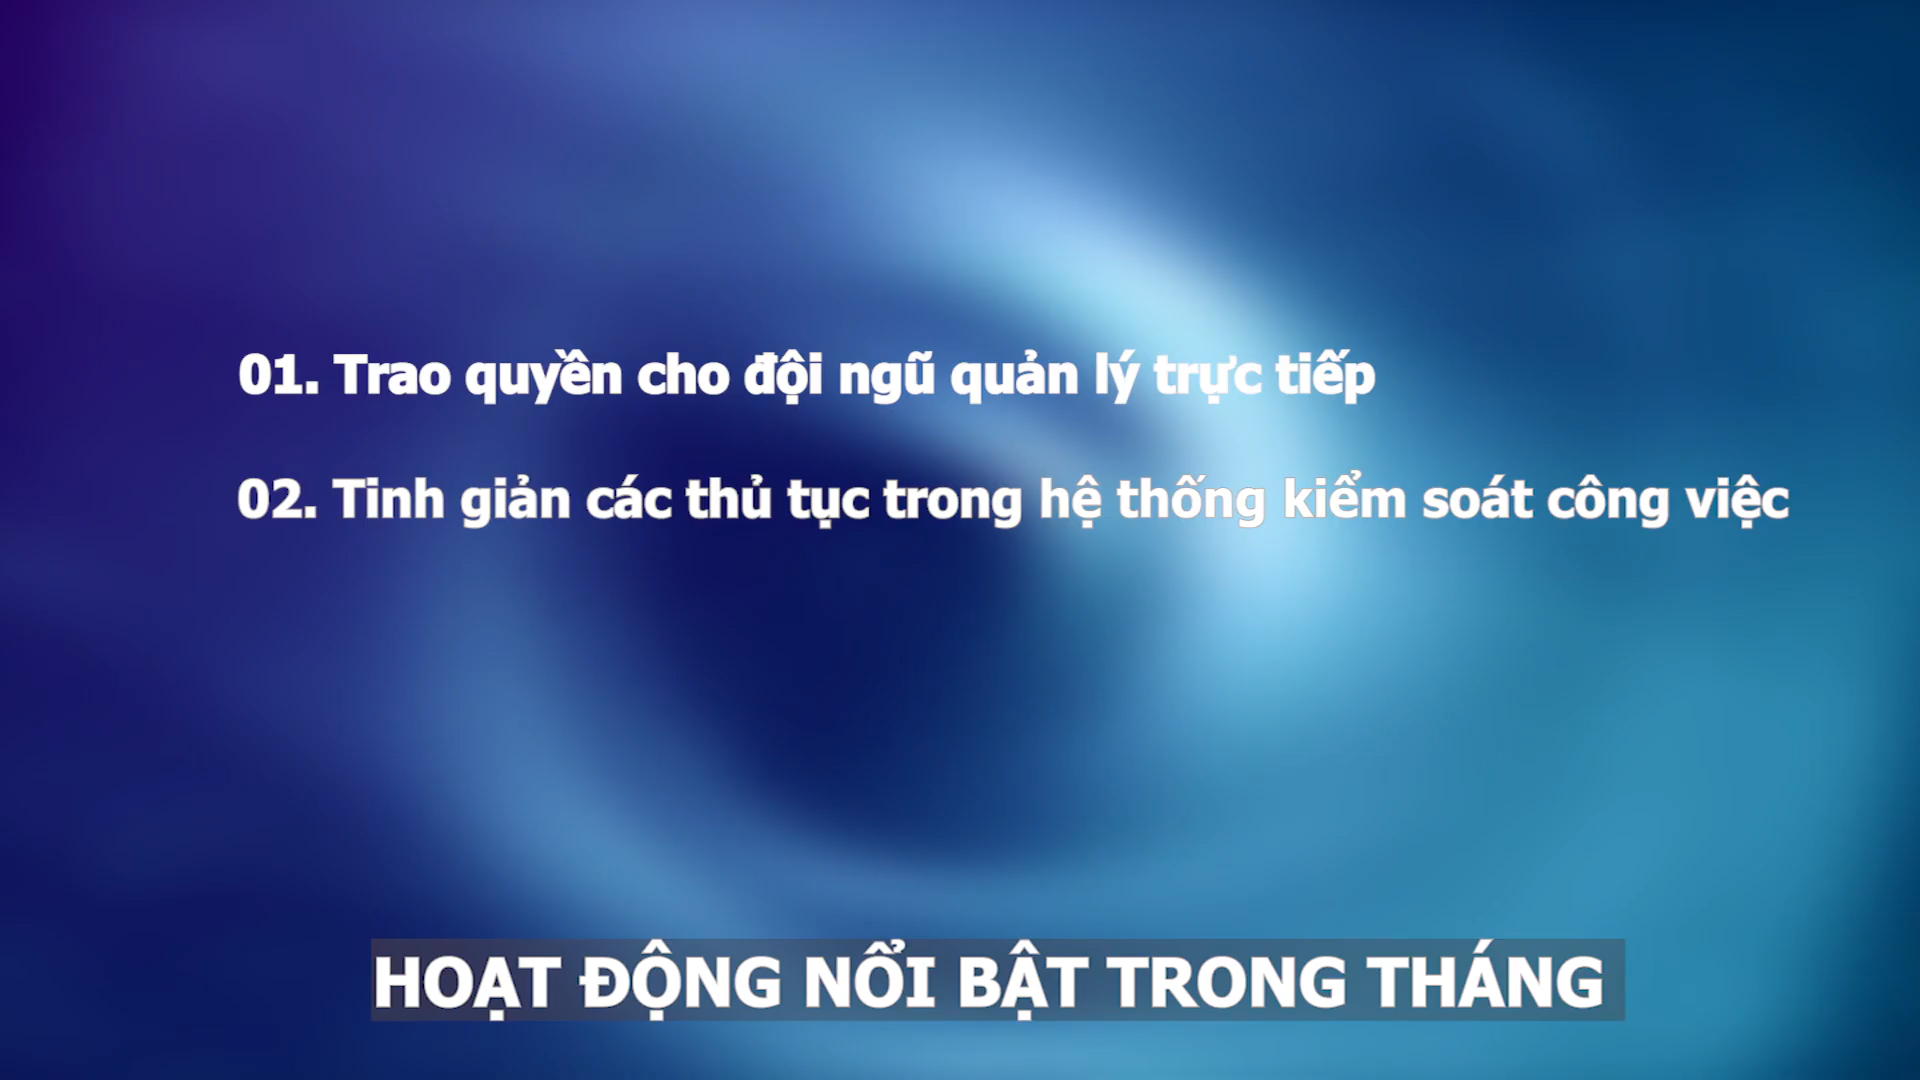 01. Trao quyền cho đội ngũ quản lý trực tiếp
02. Tinh giản các thủ tục trong hệ thống kiểm soát công việc
HOẠT ĐỘNG NỔI BẬT TRONG THÁNG